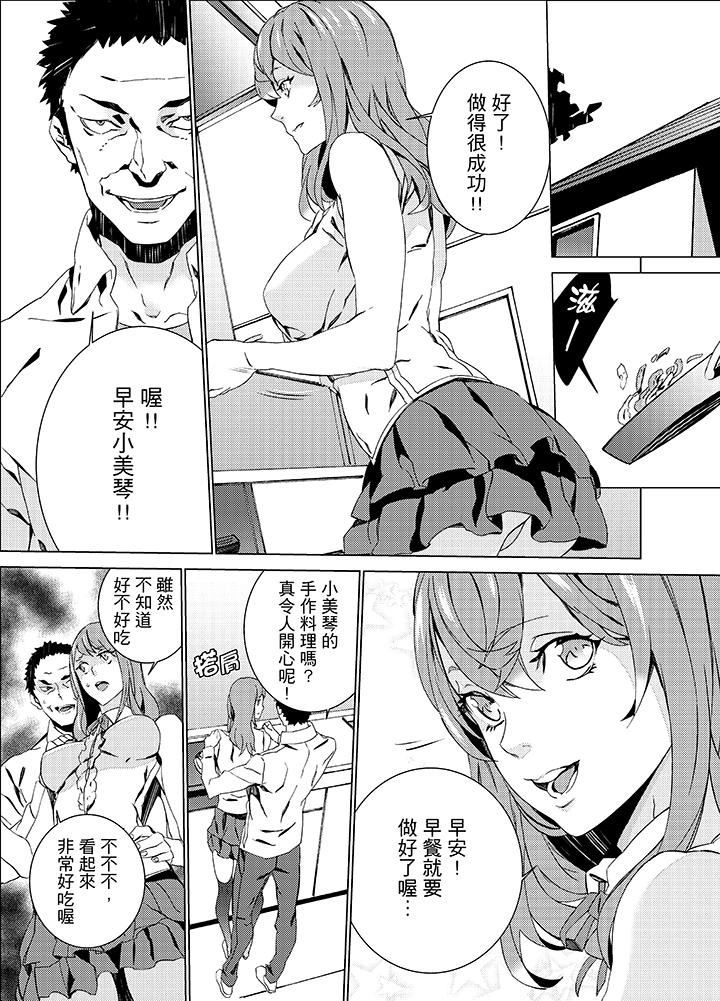 滋—
好了！
做得很成功!!
喔!!
早安小美琴!!
早安！
早餐就要
做好了喔…
小美琴的
手作料理嗎？
真令人開心呢！
搭肩
雖然
不知道
好不好吃
不不不，
看起來
非常好吃喔